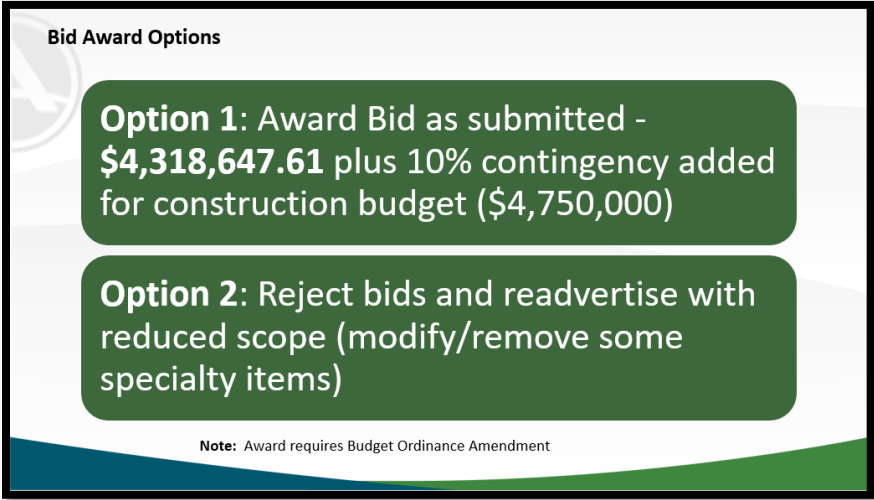 Bid Award Options
Option 1: Award Bid as submitted -
$4,318,647.61 plus 10% contingency added
for construction budget ($4,750,000)
Option 2: Reject bids and readvertise with
reduced scope (modify/remove some
specialty items)
Note: Award requires Budget Ordinance Amendment